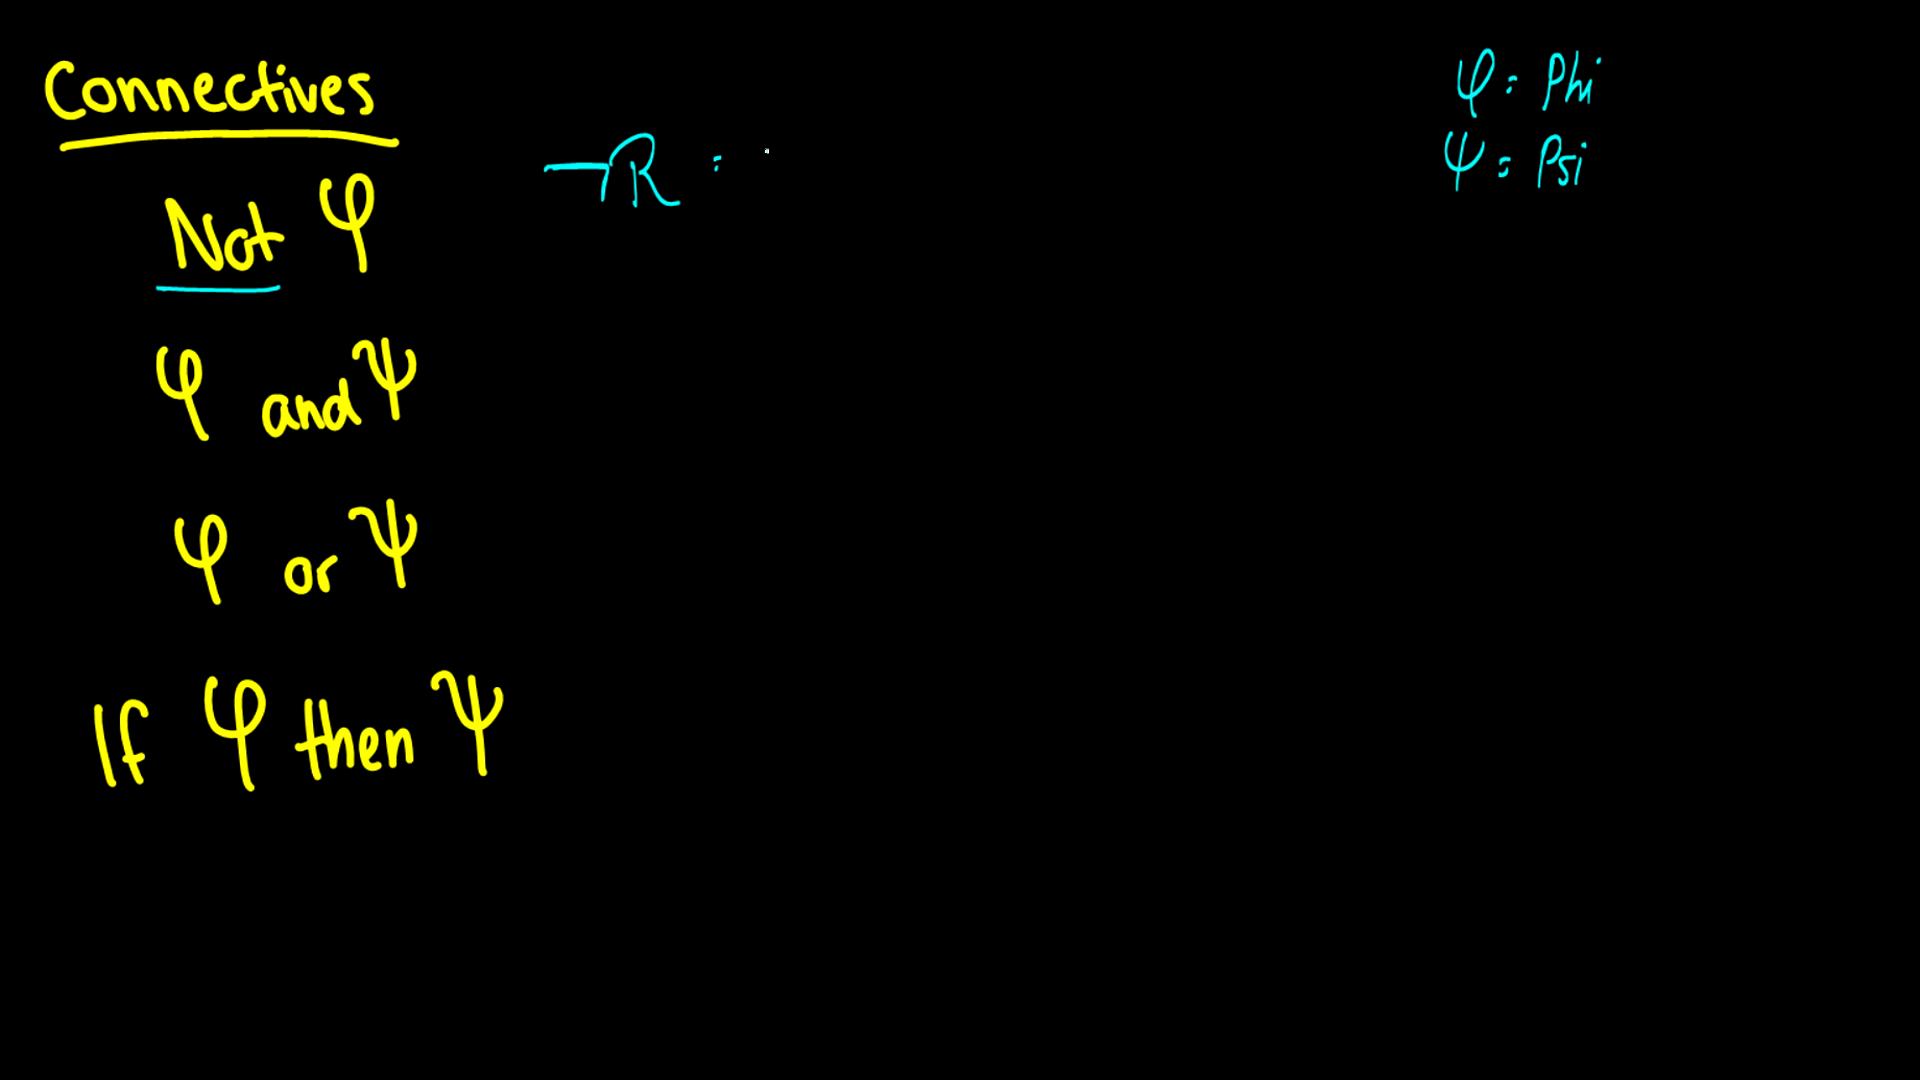 Connectives
Not φ
φ and ψ
φ or ψ
If φ then ψ
¬R :
φ : Phi
ψ = Psi